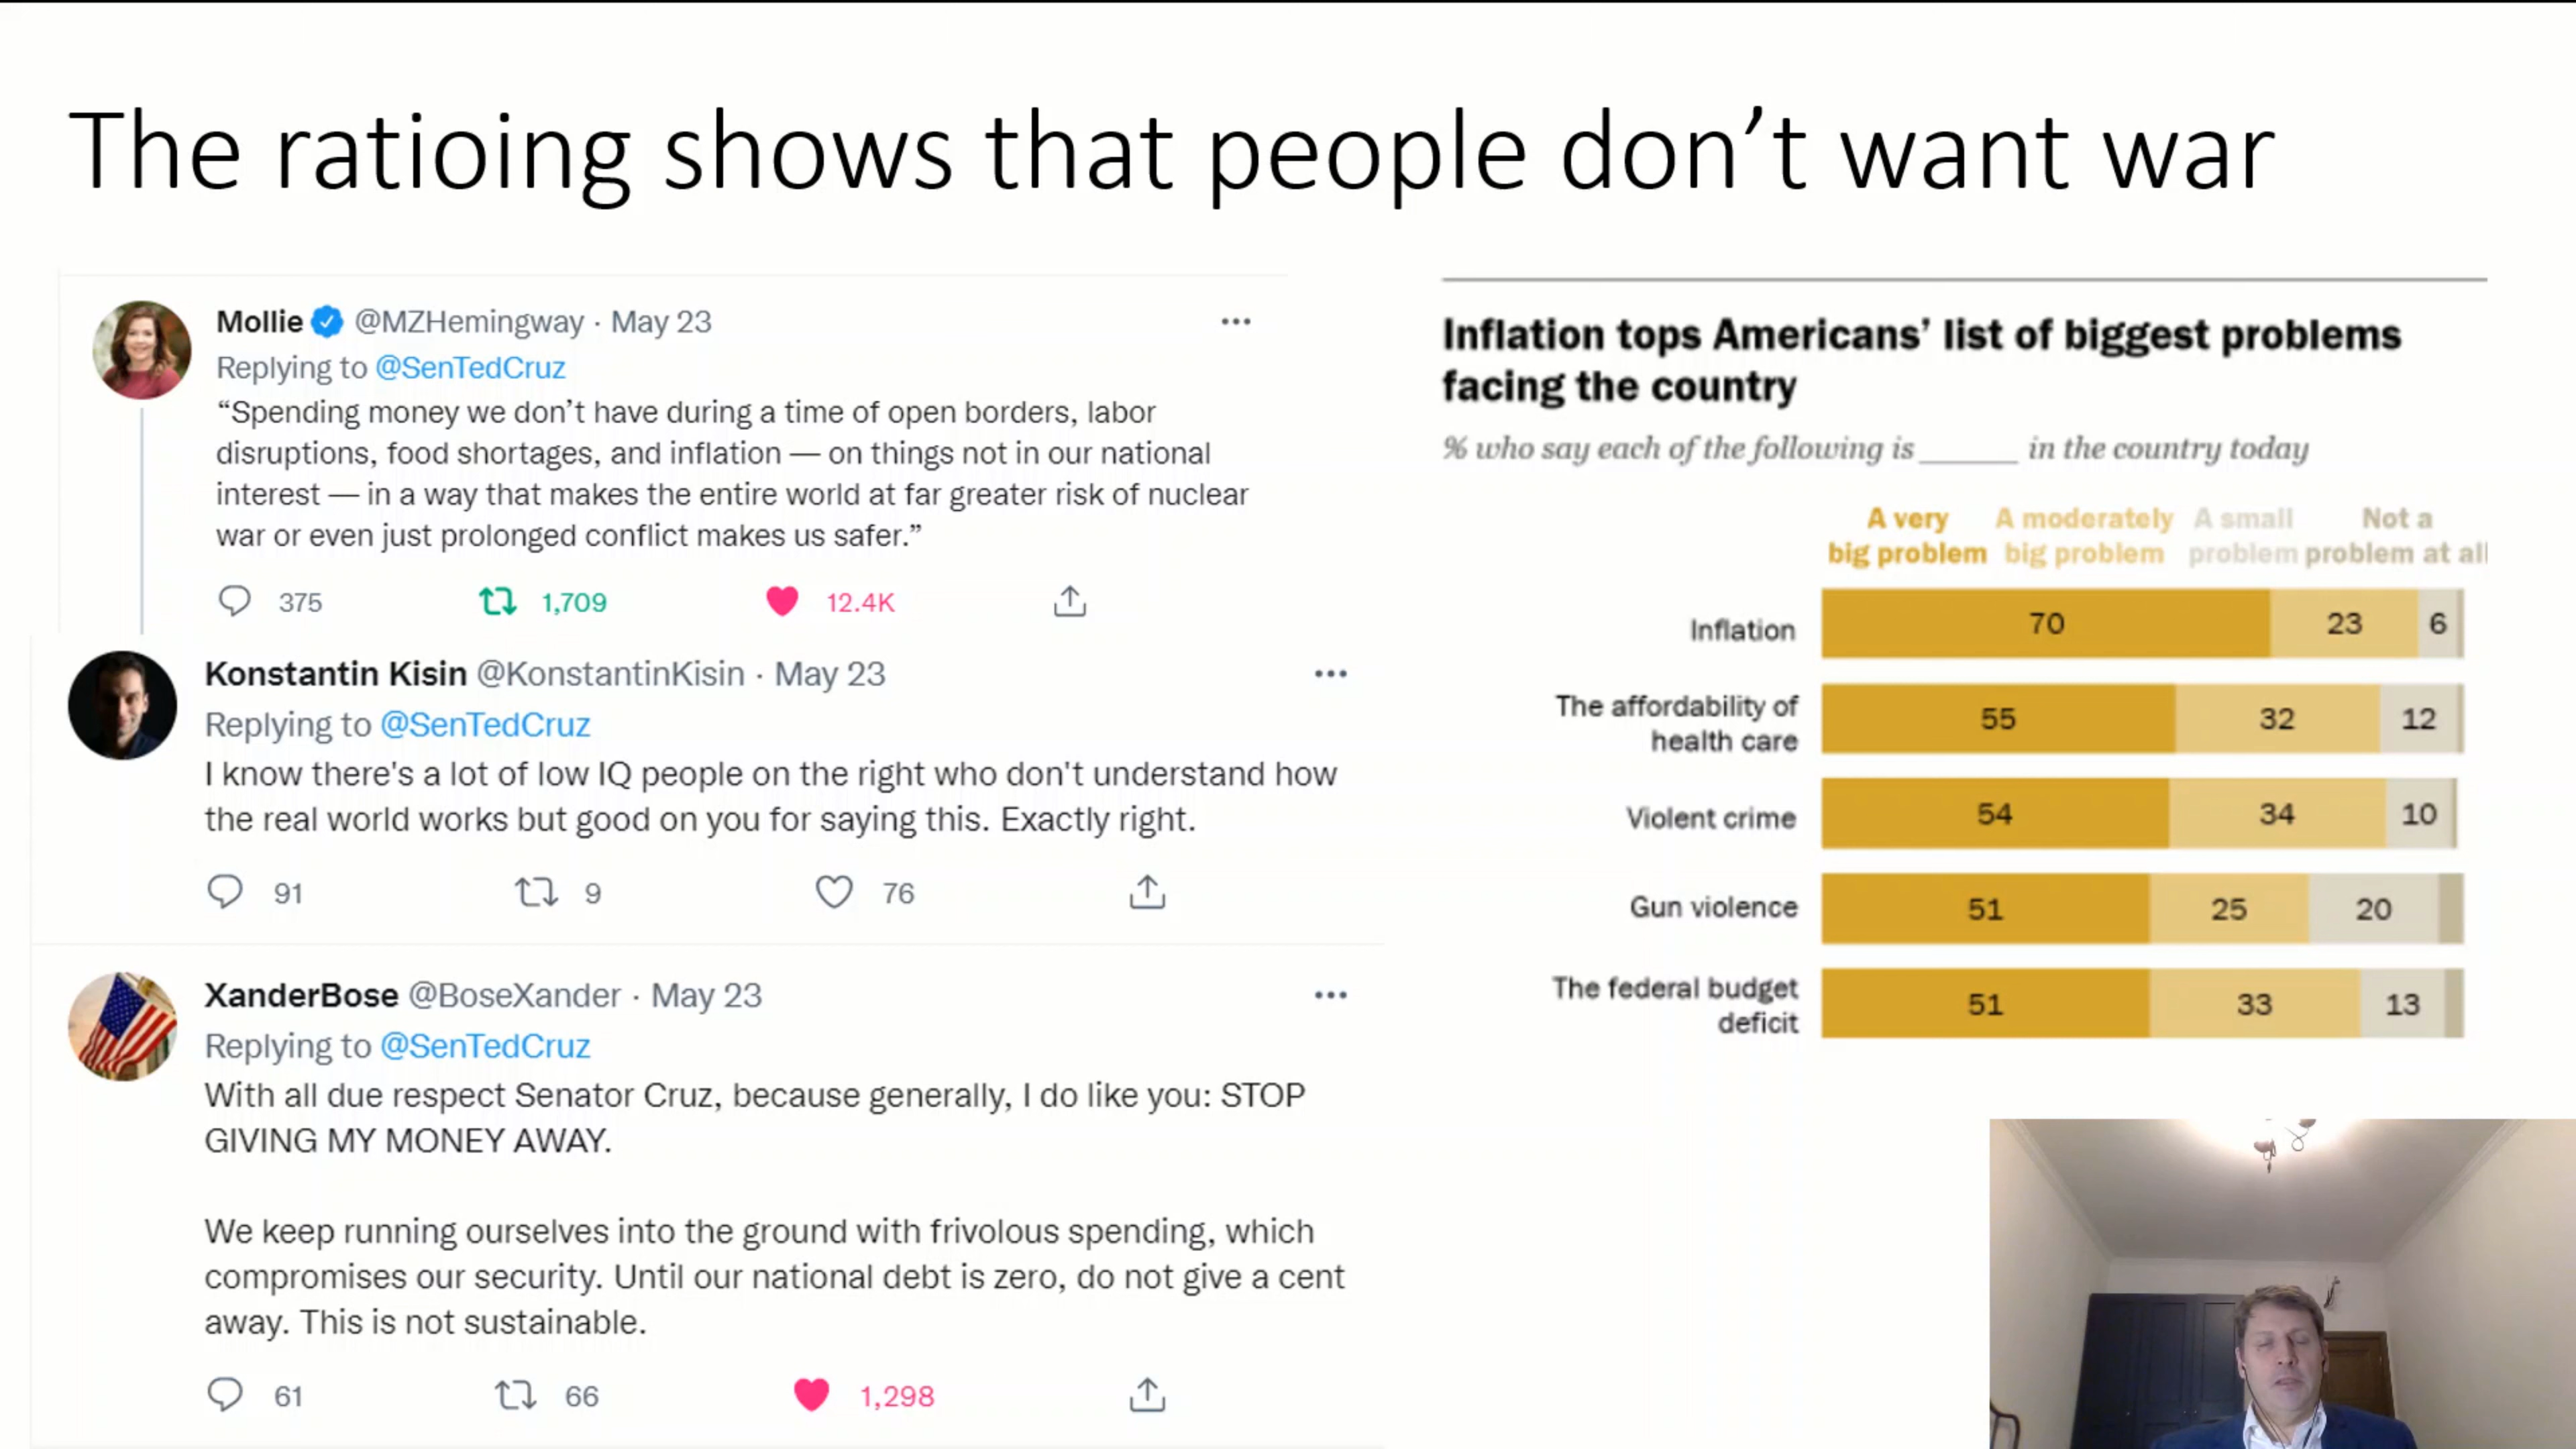 The ratioing shows that people don’t want war
Mollie @MZHemingway · May 23
Replying to @SenTedCruz
“Spending money we don’t have during a time of open borders, labor
disruptions, food shortages, and inflation — on things not in our national
interest — in a way that makes the entire world at far greater risk of nuclear
war or even just prolonged conflict makes us safer.”
375 1,709 12.4K
Konstantin Kisin @KonstantinKisin · May 23
Replying to @SenTedCruz
I know there's a lot of low IQ people on the right who don't understand how
the real world works but good on you for saying this. Exactly right.
91 9 76
XanderBose @BoseXander · May 23
Replying to @SenTedCruz
With all due respect Senator Cruz, because generally, I do like you: STOP
GIVING MY MONEY AWAY.
We keep running ourselves into the ground with frivolous spending, which
compromises our security. Until our national debt is zero, do not give a cent
away. This is not sustainable.
61 66 1,298
Inflation tops Americans’ list of biggest problems
facing the country
% who say each of the following is ______ in the country today
A very A moderately A small Not a
big problem big problem problem problem at all
Inflation 70 23 6
The affordability of
health care 55 32 12
Violent crime 54 34 10
Gun violence 51 25 20
The federal budget
deficit 51 33 13